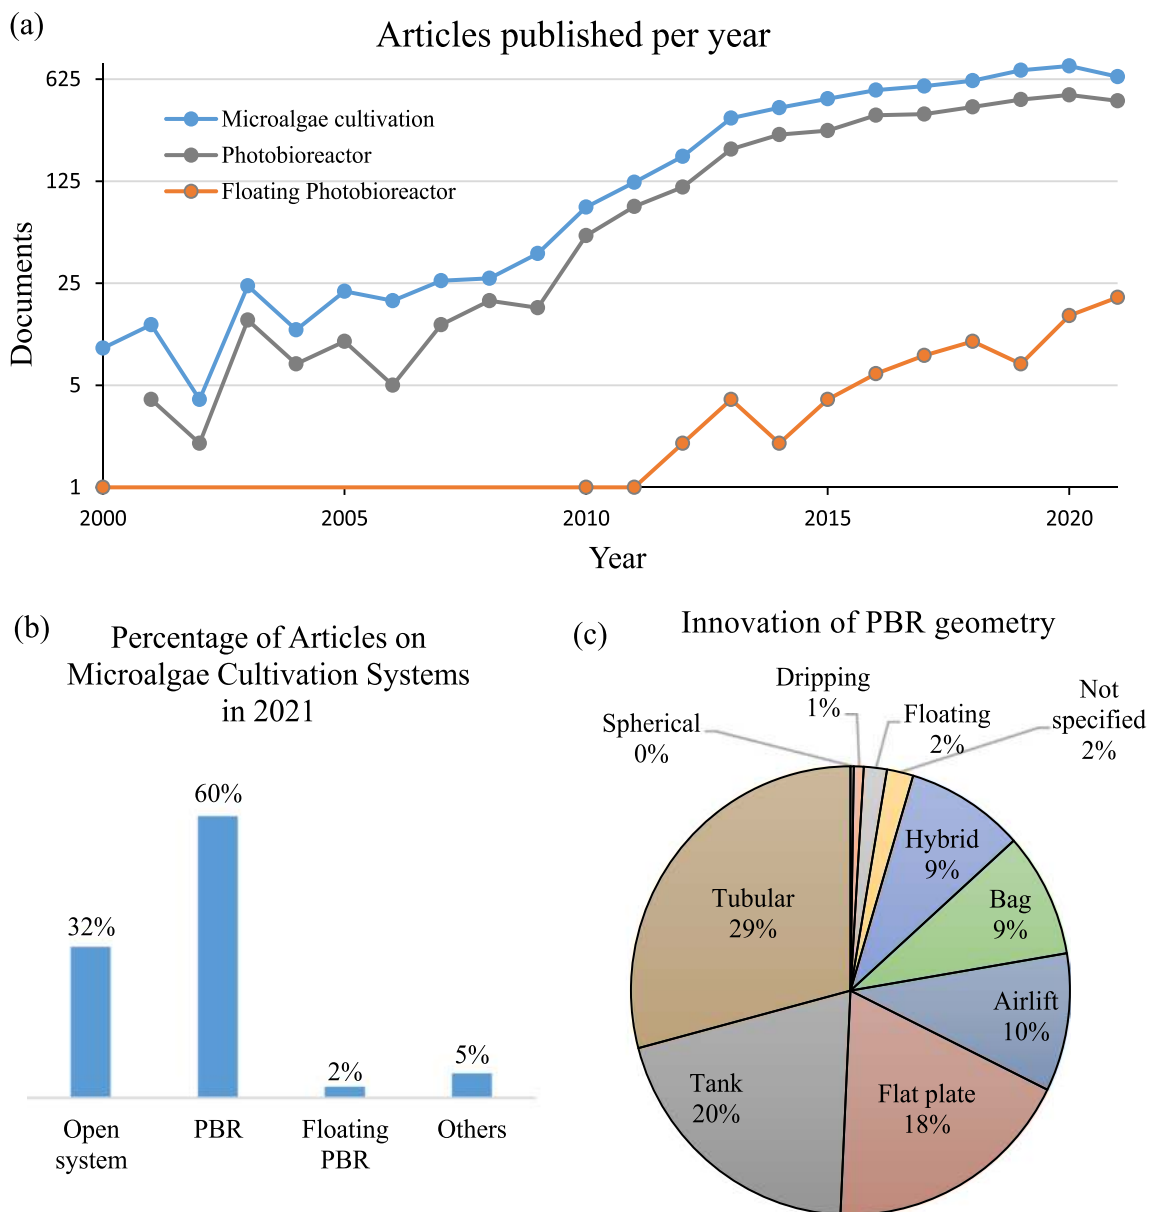 (a)
Articles published per year
625
125
25
5
1
Documents
Microalgae cultivation
Photobioreactor
Floating Photobioreactor
2000
2005
2010
2015
2020
Year
(b)
Percentage of Articles on
Microalgae Cultivation Systems
in 2021
32%
60%
2%
5%
Open
system
PBR
Floating
PBR
Others
(c)
Innovation of PBR geometry
Spherical
0%
Dripping
1%
Floating
2%
Not
specified
2%
Hybrid
9%
Bag
9%
Airlift
10%
Flat plate
18%
Tank
20%
Tubular
29%